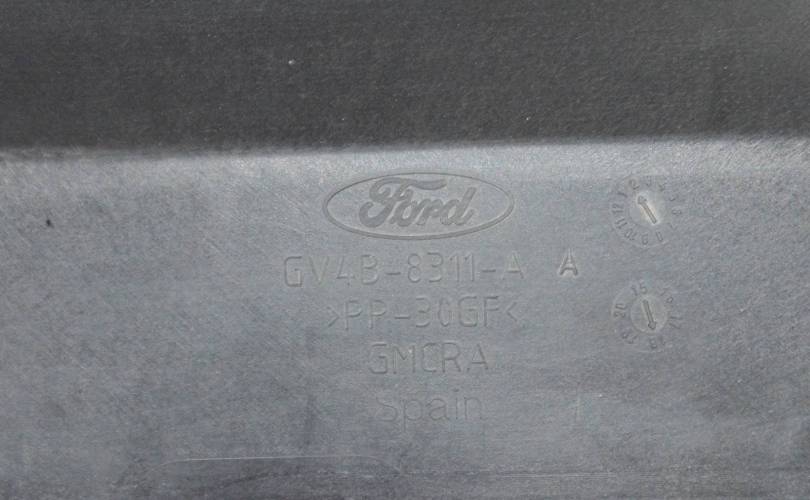 Ford
GV4B-8311-A A
>PP-30GF<
GMCRA
Spain